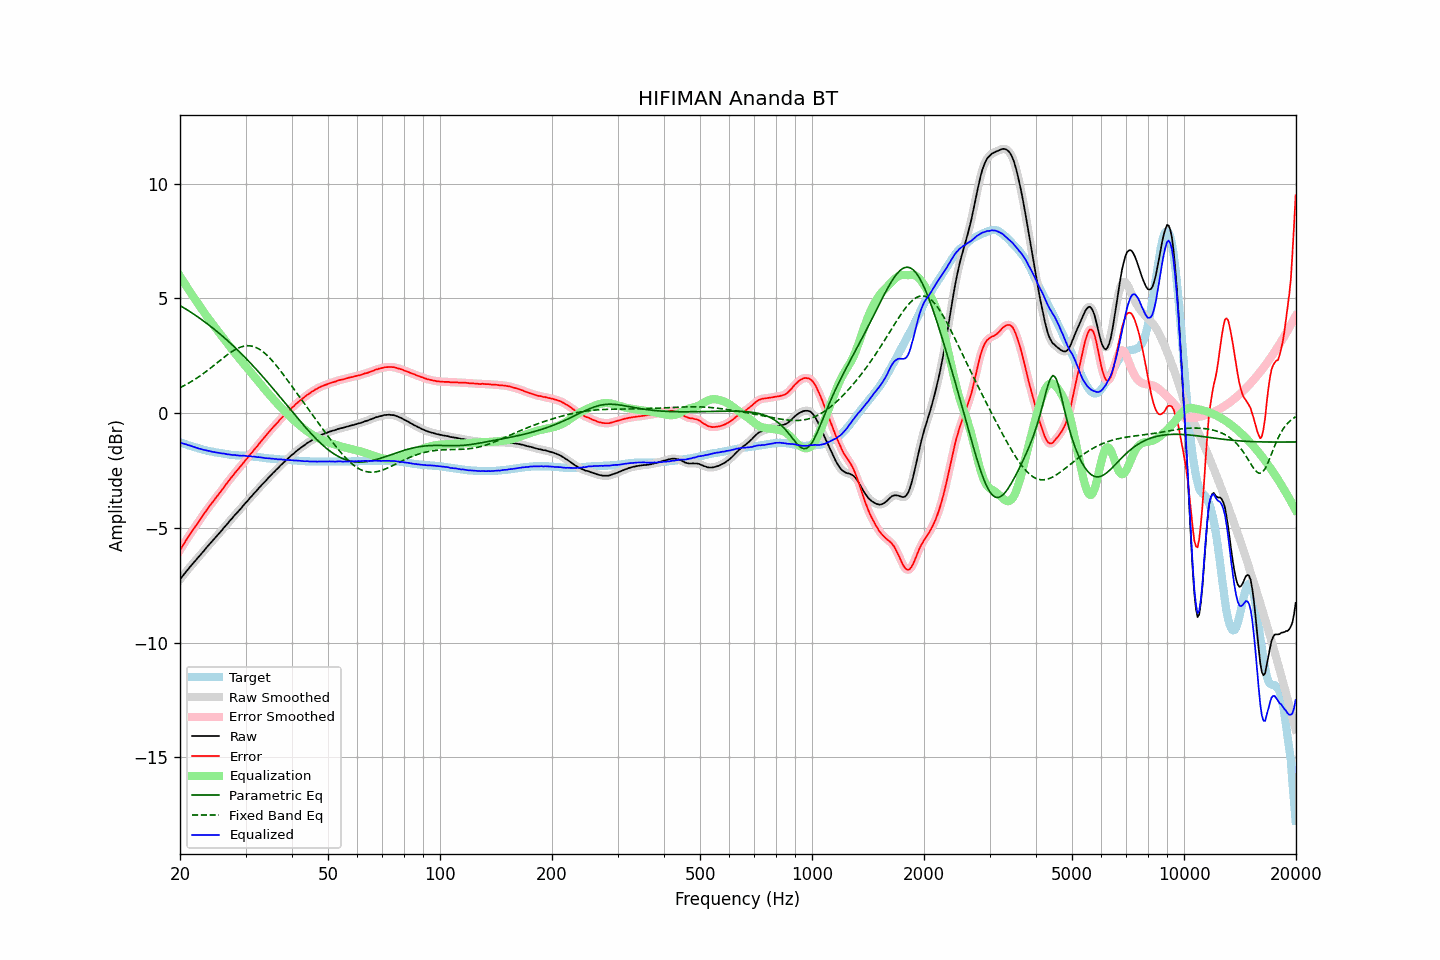 HIFIMAN Ananda BT
Amplitude (dBr)
10
5
0
−5
−10
−15
Target
Raw Smoothed
Error Smoothed
Raw
Error
Equalization
Parametric Eq
Fixed Band Eq
Equalized
20 50 100 200 500 1000 2000 5000 10000 20000
Frequency (Hz)